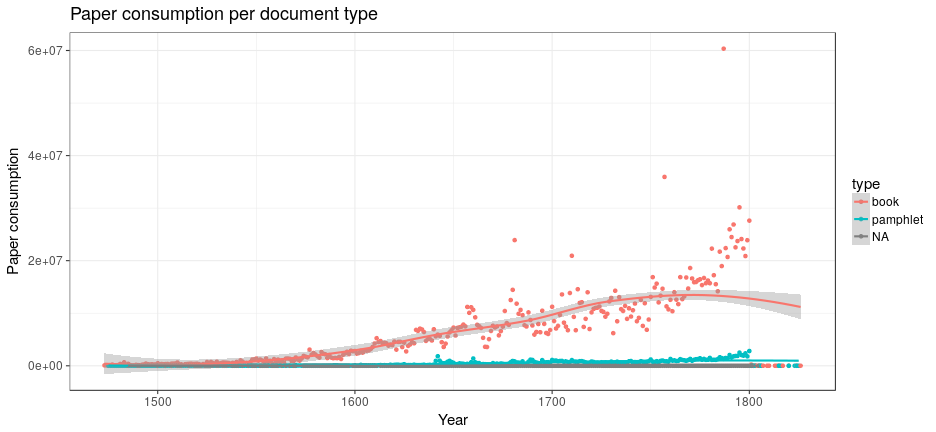 Paper consumption per document type
Paper consumption
6e+07
4e+07
2e+07
0e+00
1500
1600
1700
1800
Year
type
book
pamphlet
NA